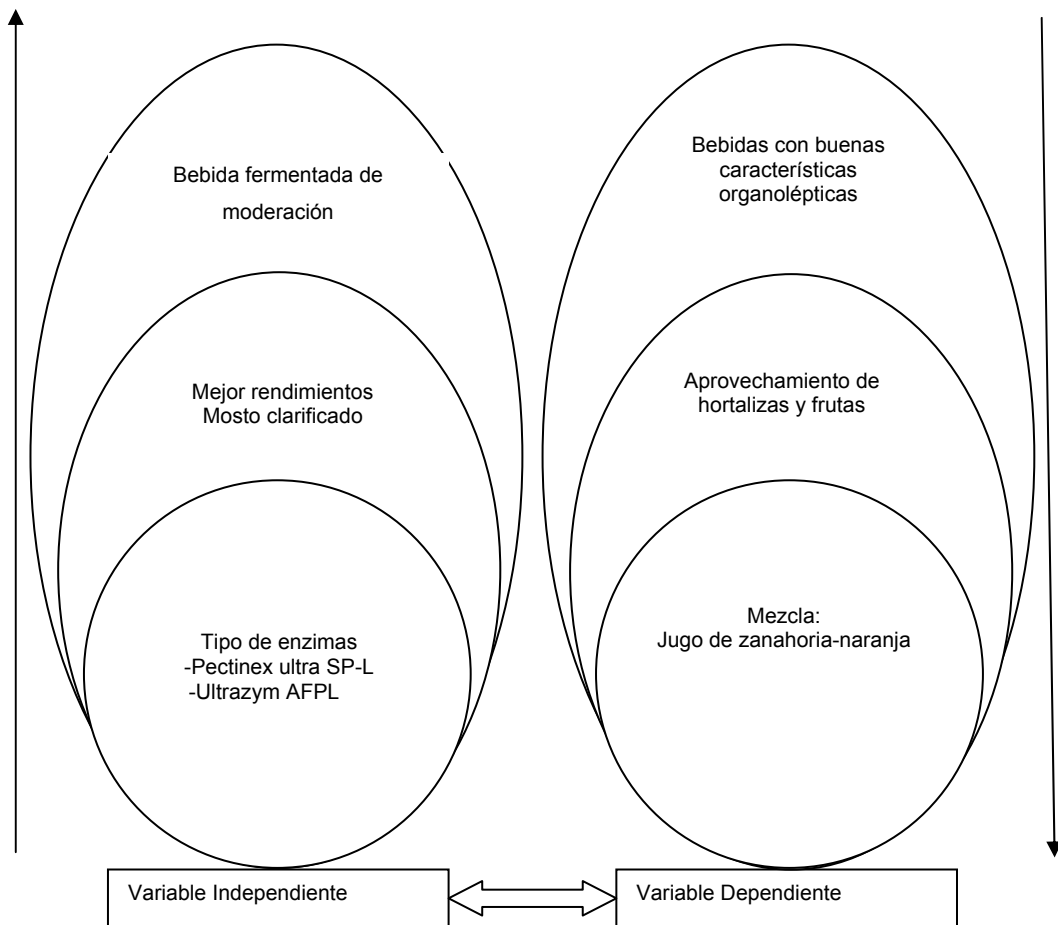 Bebida fermentada de
moderación
Mejor rendimientos
Mosto clarificado
Tipo de enzimas
-Pectinex ultra SP-L
-Ultrazym AFPL
Variable Independiente
Bebidas con buenas
características
organolépticas
Aprovechamiento de
hortalizas y frutas
Mezcla:
Jugo de zanahoria-naranja
Variable Dependiente